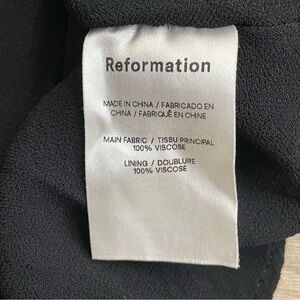 Reformation
MADE IN CHINA / FABRICADO EN
CHINA / FABRIQUÉ EN CHINE
MAIN FABRIC / TISSU PRINCIPAL
100% VISCOSE
LINING / DOUBLURE
100% VISCOSE